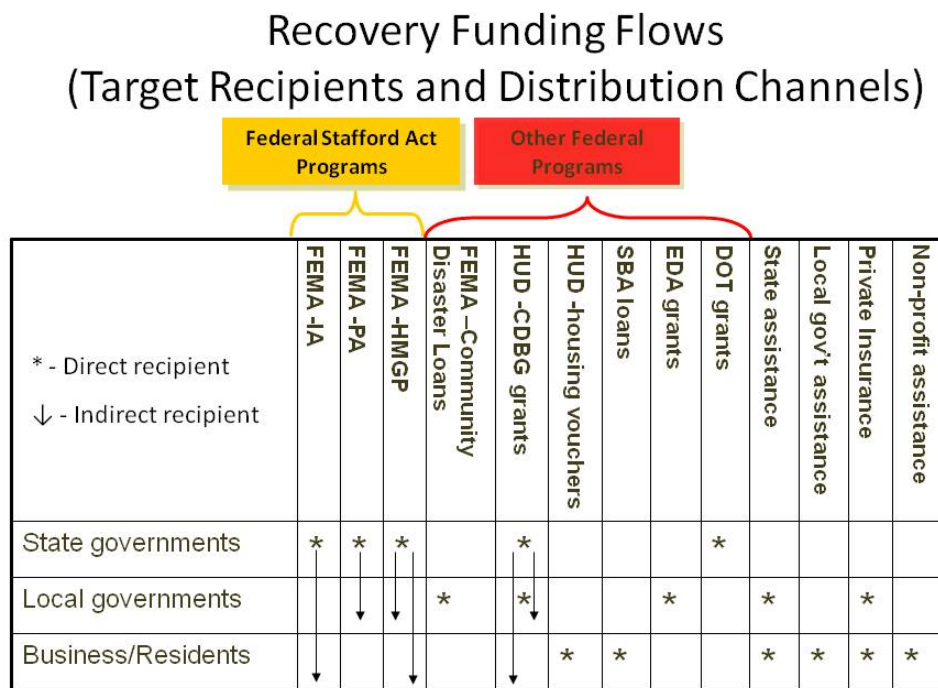 Recovery Funding Flows
(Target Recipients and Distribution Channels)
Federal Stafford Act
Programs
Other Federal
Programs
* - Direct recipient
↓ - Indirect recipient
FEMA -IA
FEMA -PA
FEMA -HMGP
FEMA –Community
Disaster Loans
HUD -CDBG grants
HUD -housing vouchers
SBA loans
EDA grants
DOT grants
State assistance
Local gov't assistance
Private Insurance
Non-profit assistance
State governments * * * * *
Local governments * * * * *
Business/Residents * * * * * *